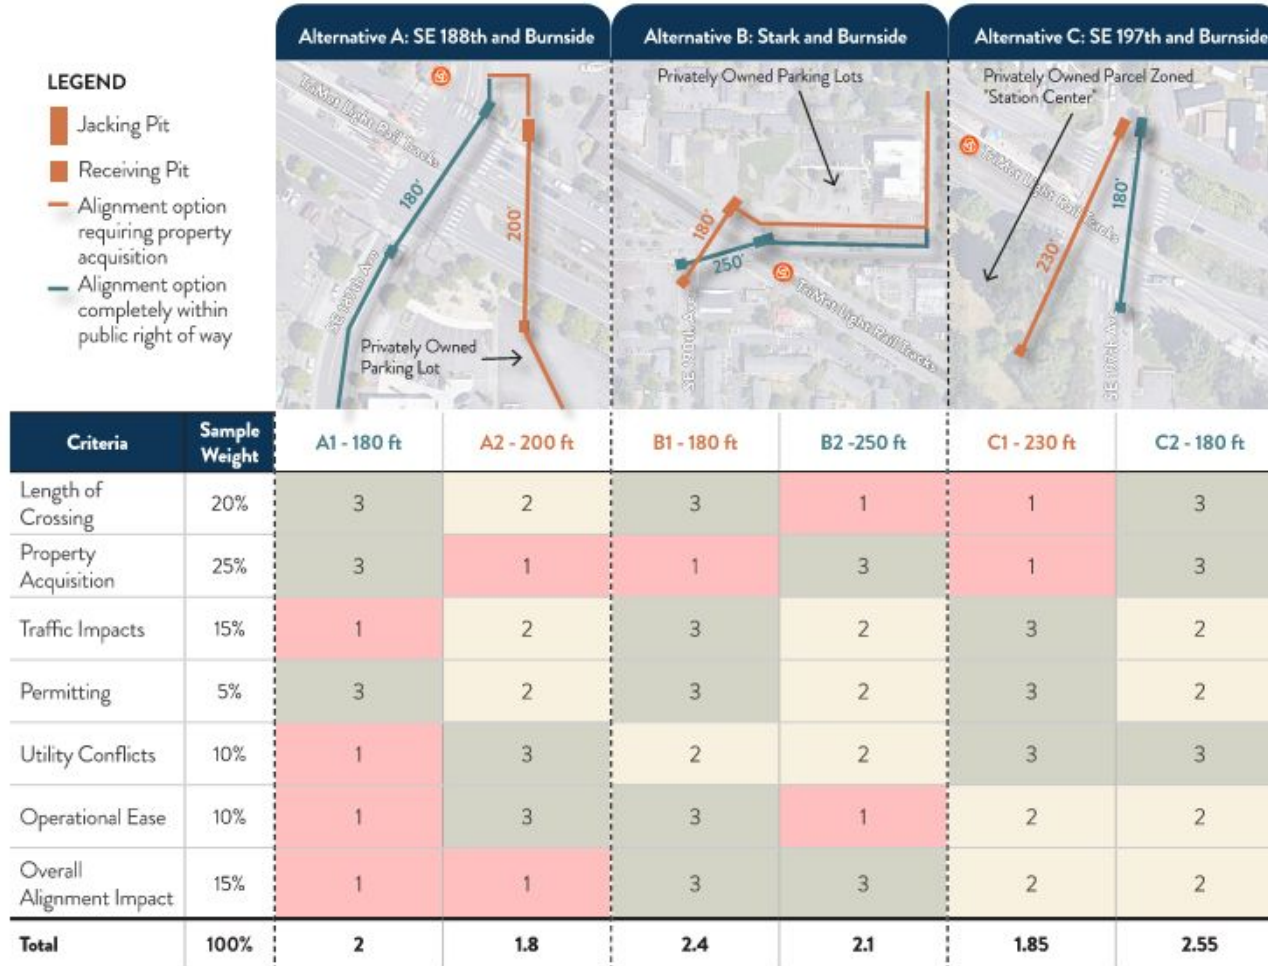 Alternative A: SE 188th and Burnside
Alternative B: Stark and Burnside
Alternative C: SE 197th and Burnside
LEGEND
Jacking Pit
Receiving Pit
Alignment option
requiring property
acquisition
Alignment option
completely within
public right of way
TriMet Light Rail Tracks
180'
200'
SE 187th Ave
Privately Owned
Parking Lot
Privately Owned Parking Lots
180'
250'
TriMet Light Rail Tracks
SE 190th Ave
Privately Owned Parcel Zoned
"Station Center"
TriMet Light Rail Tracks
230'
180'
SE 197th Ave
Criteria Sample Weight A1 - 180 ft A2 - 200 ft B1 - 180 ft B2 -250 ft C1 - 230 ft C2 - 180 ft
Length of Crossing 20% 3 2 3 1 1 3
Property Acquisition 25% 3 1 1 3 1 3
Traffic Impacts 15% 1 2 3 2 3 2
Permitting 5% 3 2 3 2 3 2
Utility Conflicts 10% 1 3 2 2 3 3
Operational Ease 10% 1 3 3 1 2 2
Overall Alignment Impact 15% 1 1 3 3 2 2
Total 100% 2 1.8 2.4 2.1 1.85 2.55